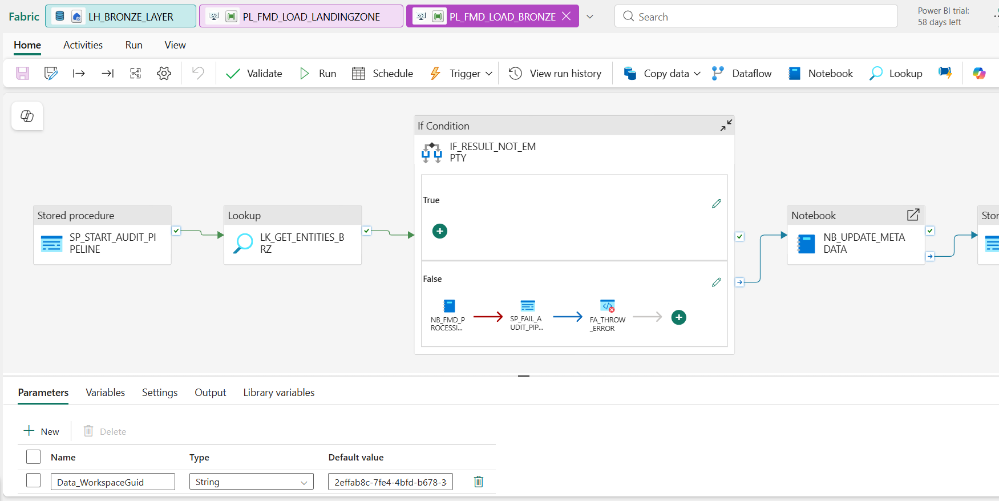 Fabric
LH_BRONZE_LAYER
PL_FMD_LOAD_LANDINGZONE
PL_FMD_LOAD_BRONZE
Search
Power BI trial:
58 days left
Home
Activities
Run
View
Validate
Run
Schedule
Trigger
View run history
Copy data
Dataflow
Notebook
Lookup
If Condition
IF_RESULT_NOT_EM
PTY
True
False
NB_FMD_P
ROCESSI...
SP_FAIL_A
UDIT_PIP...
FA_THROW
_ERROR
Stored procedure
SP_START_AUDIT_PI
PELINE
Lookup
LK_GET_ENTITIES_B
RZ
Notebook
NB_UPDATE_META
DATA
Stor
Parameters
Variables
Settings
Output
Library variables
New
Delete
Name
Type
Default value
Data_WorkspaceGuid
String
2effab8c-7fe4-4bfd-b678-3